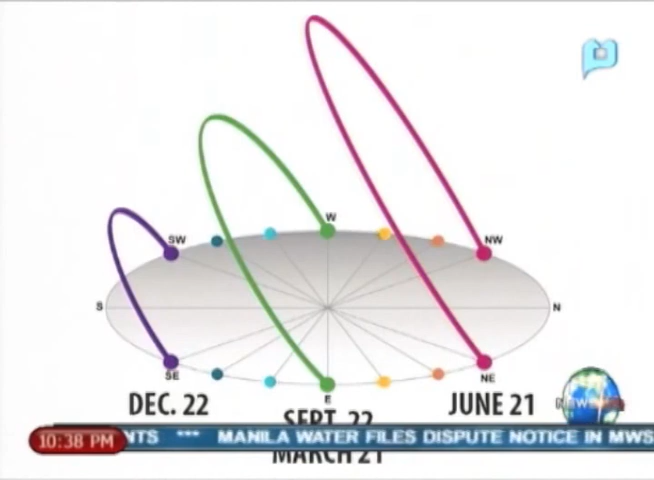 W
SW
NW
S
N
SE
NE
E
DEC. 22
JUNE 21
SEPT. 22
MARCH 21
10:38 PM
NTS *** MANILA WATER FILES DISPUTE NOTICE IN MWS